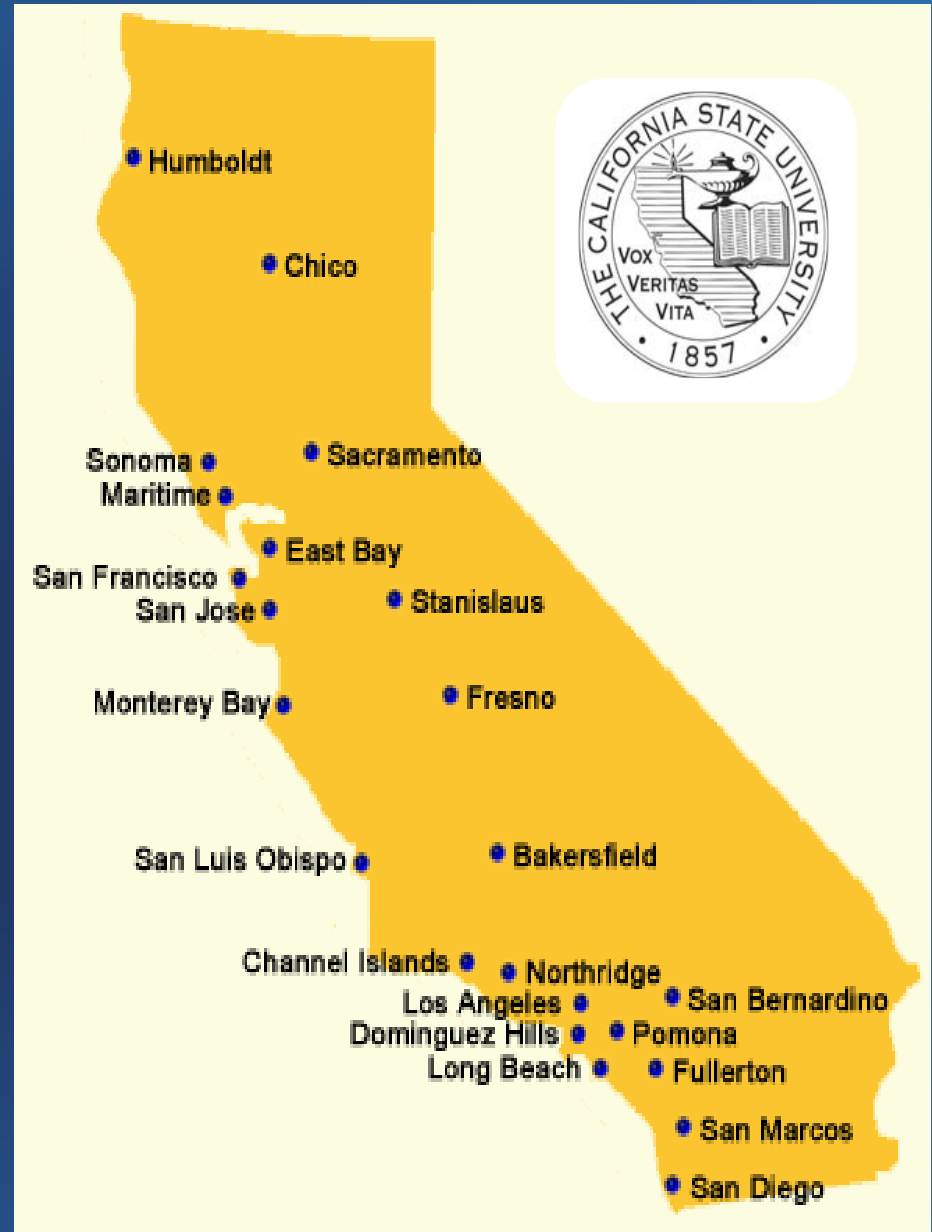 THE CALIFORNIA STATE UNIVERSITY
VOX
VERITAS
VITA
• 1857 •
Humboldt
Chico
Sonoma
Sacramento
Maritime
East Bay
San Francisco
San Jose
Stanislaus
Monterey Bay
Fresno
San Luis Obispo
Bakersfield
Channel Islands
Northridge
Los Angeles
San Bernardino
Dominguez Hills
Pomona
Long Beach
Fullerton
San Marcos
San Diego